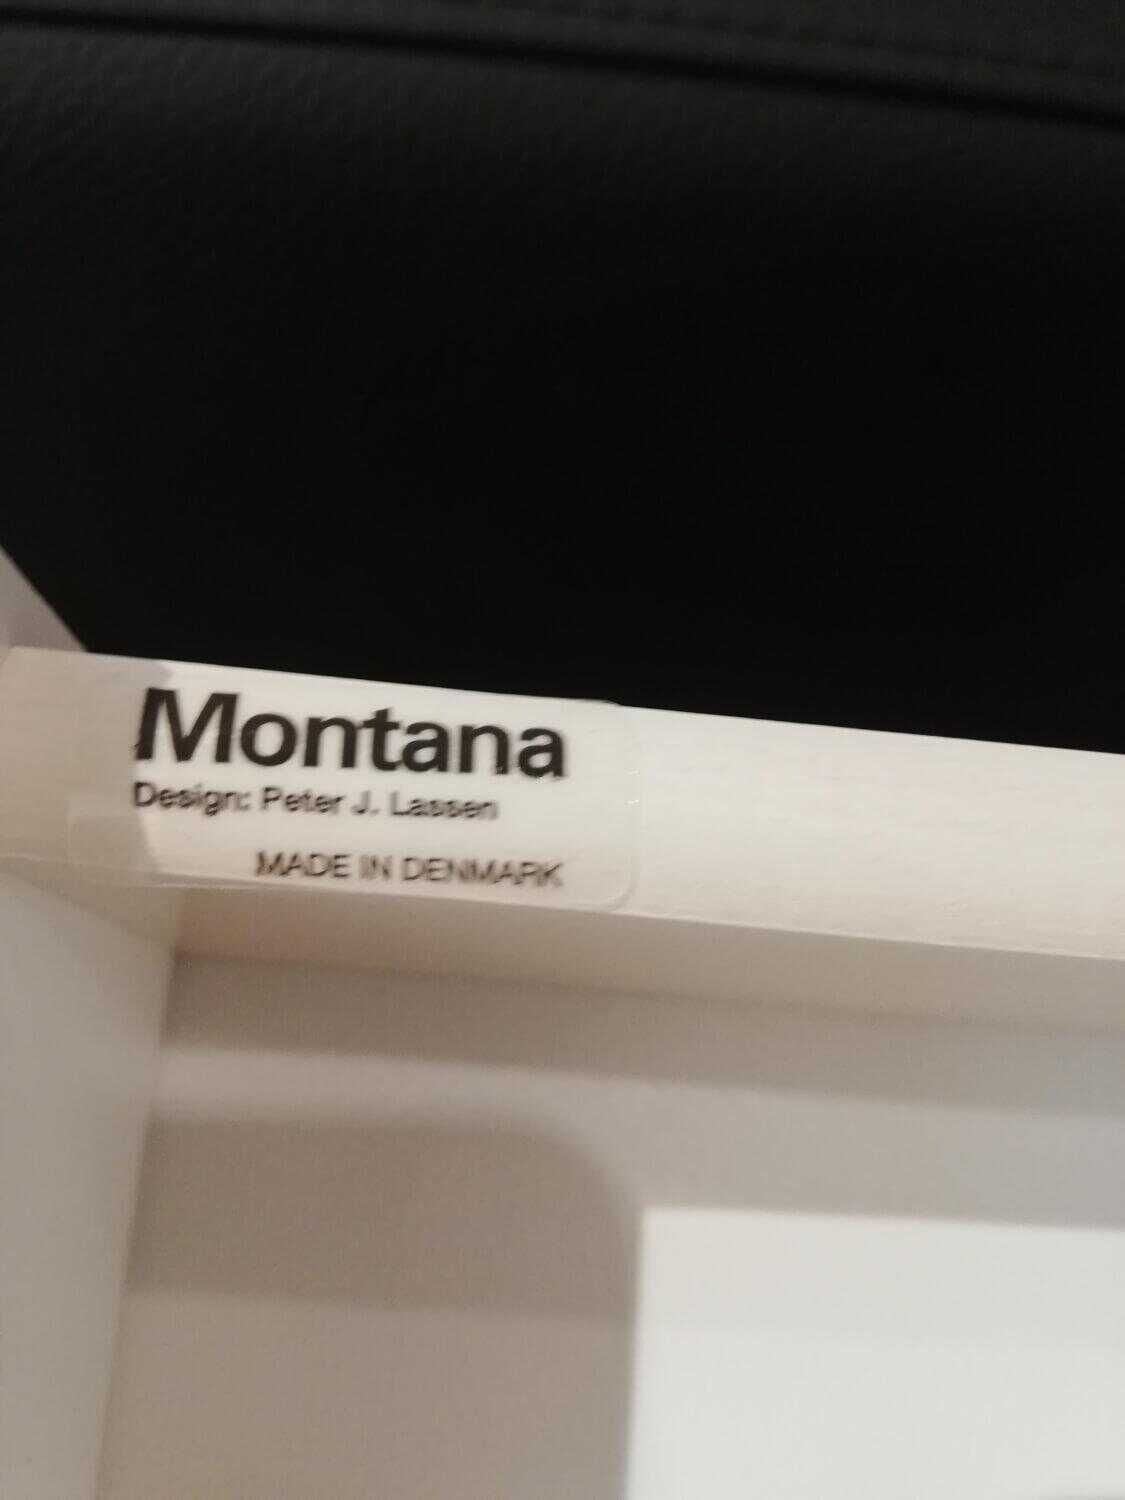 Montana
Design: Peter J. Lassen
MADE IN DENMARK